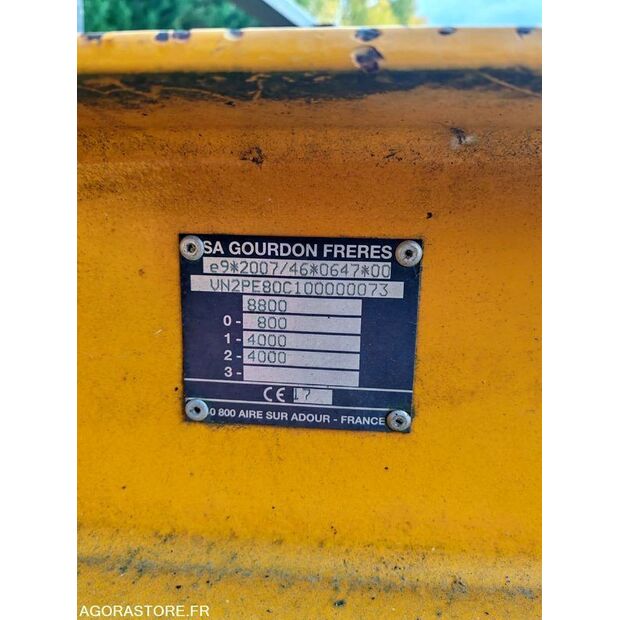 SA GOURDON FRERES
e9*2007/46*0647*00
VN2PE80C100000073
8800
0- 800
1- 4000
2- 4000
3-
CE 17
0 800 AIRE SUR ADOUR - FRANCE
AGORASTORE.FR